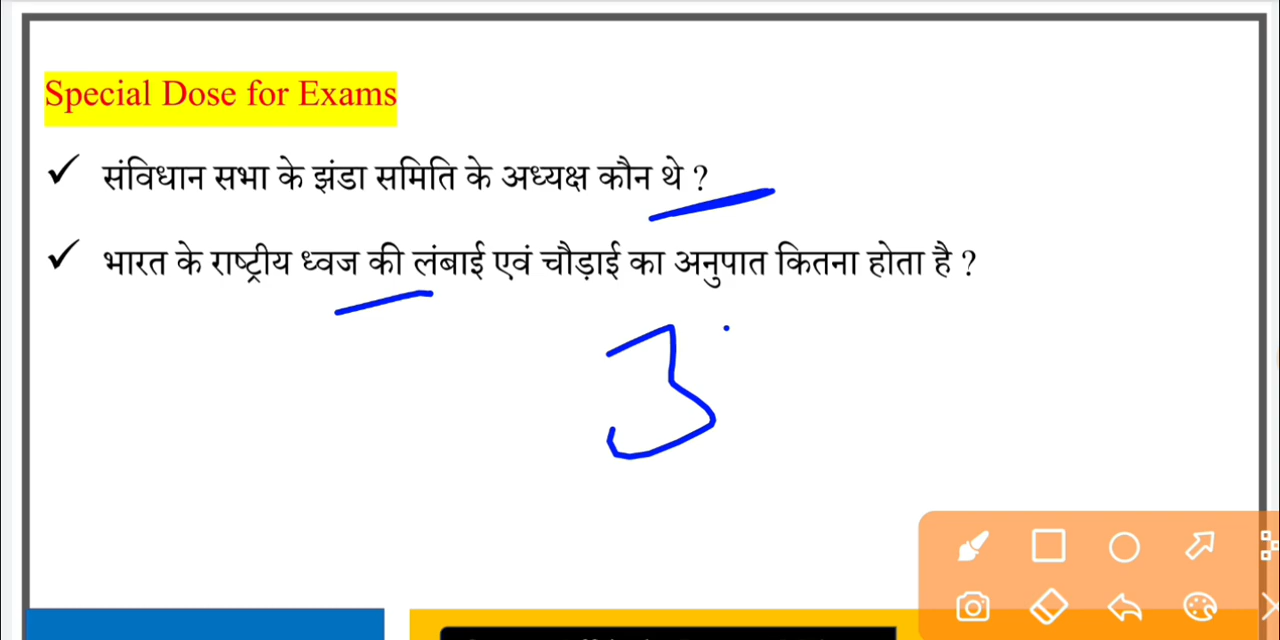 Special Dose for Exams
✓ संविधान सभा के झंडा समिति के अध्यक्ष कौन थे ?
✓ भारत के राष्ट्रीय ध्वज की लंबाई एवं चौड़ाई का अनुपात कितना होता है ?
3